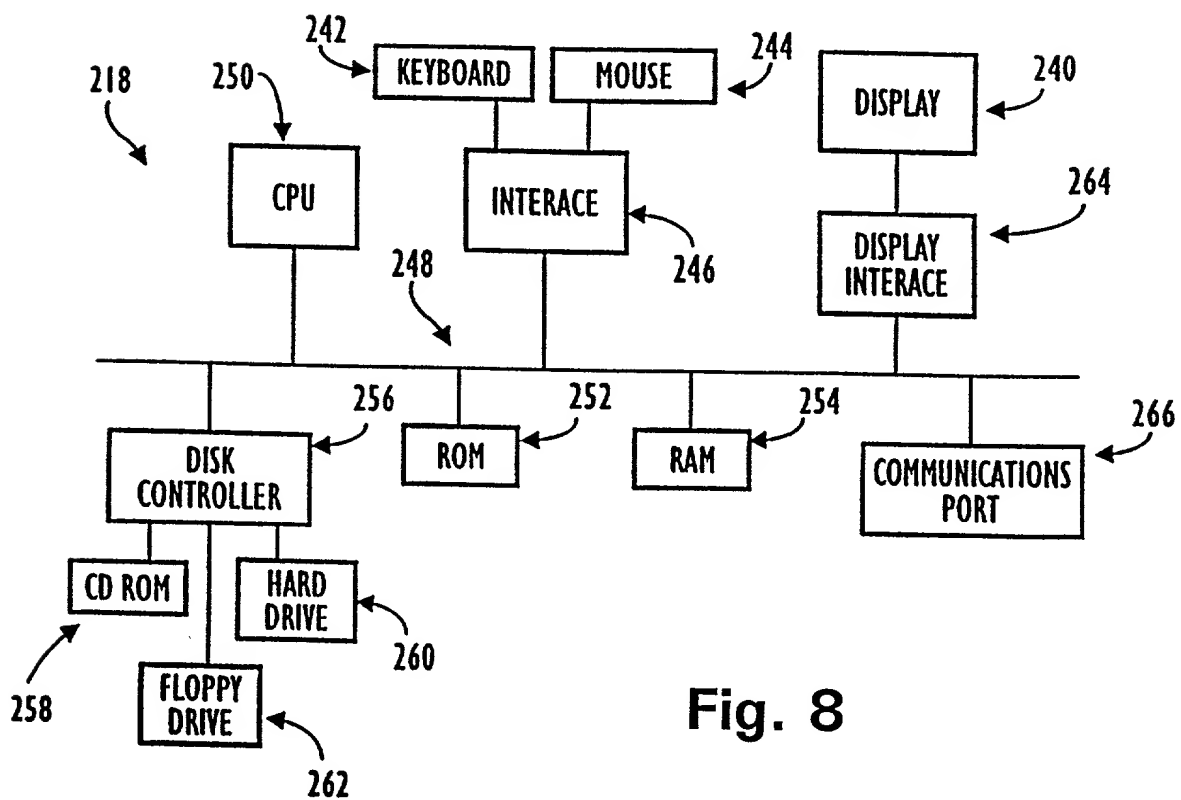 242
KEYBOARD
MOUSE
244
218
250
DISPLAY
240
CPU
INTERACE
246
264
DISPLAY
INTERACE
248
256
252
254
266
DISK
CONTROLLER
ROM
RAM
COMMUNICATIONS
PORT
CD ROM
HARD
DRIVE
260
258
FLOPPY
DRIVE
262
Fig. 8